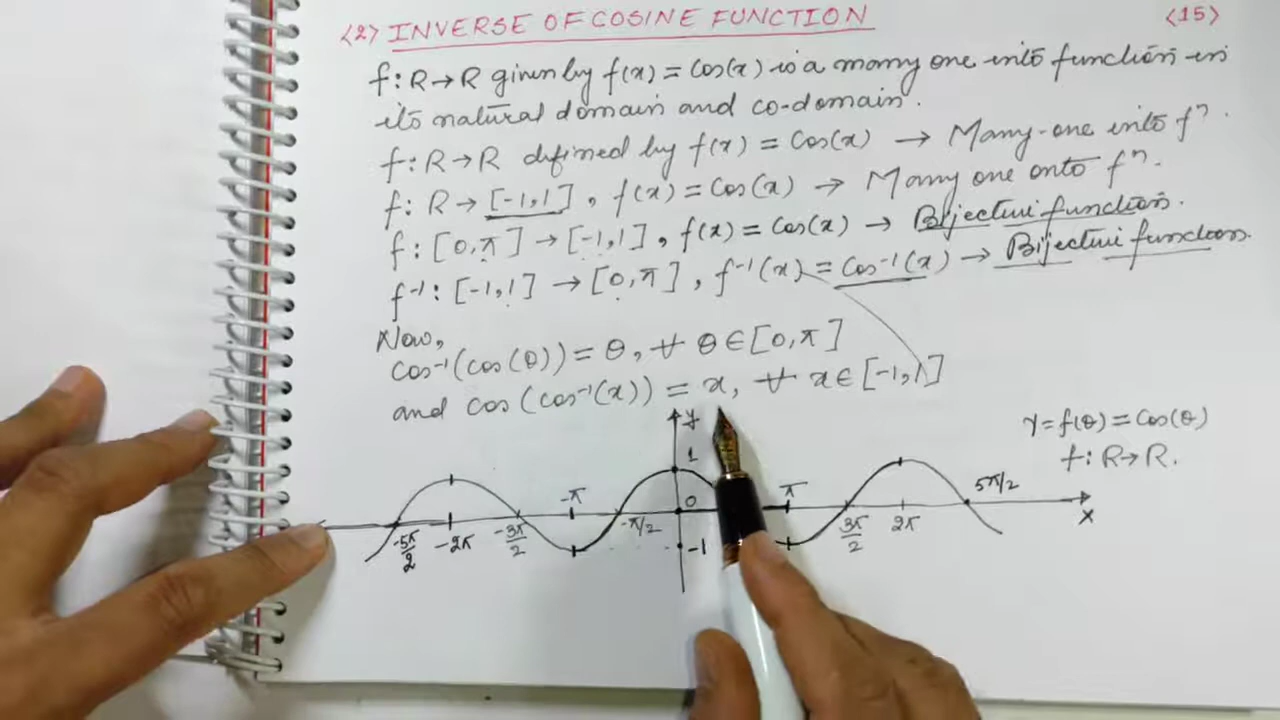 <2> INVERSE OF COSINE FUNCTION <15>
f: R→R given by f(x) = Cos(x) is a many one into function in
its natural domain and co-domain.
f: R→R defined by f(x) = Cos(x) → Many-one into fⁿ.
f: R→[-1,1], f(x) = Cos(x) → Many one onto fⁿ.
f: [0,π]→[-1,1], f(x) = Cos(x) → Bijective function.
f⁻¹: [-1,1]→[0,π], f⁻¹(x) = Cos⁻¹(x) → Bijective function.
Now,
cos⁻¹(cos(θ)) = θ, ∀ θ∈[0,π]
and cos(cos⁻¹(x)) = x, ∀ x∈[-1,1]
Y
Y=f(θ)=Cos(θ)
f: R→R.
1
-π 0 π 5π/2
-5π/2 -2π -3π/2 -π/2 3π/2 2π X
-1